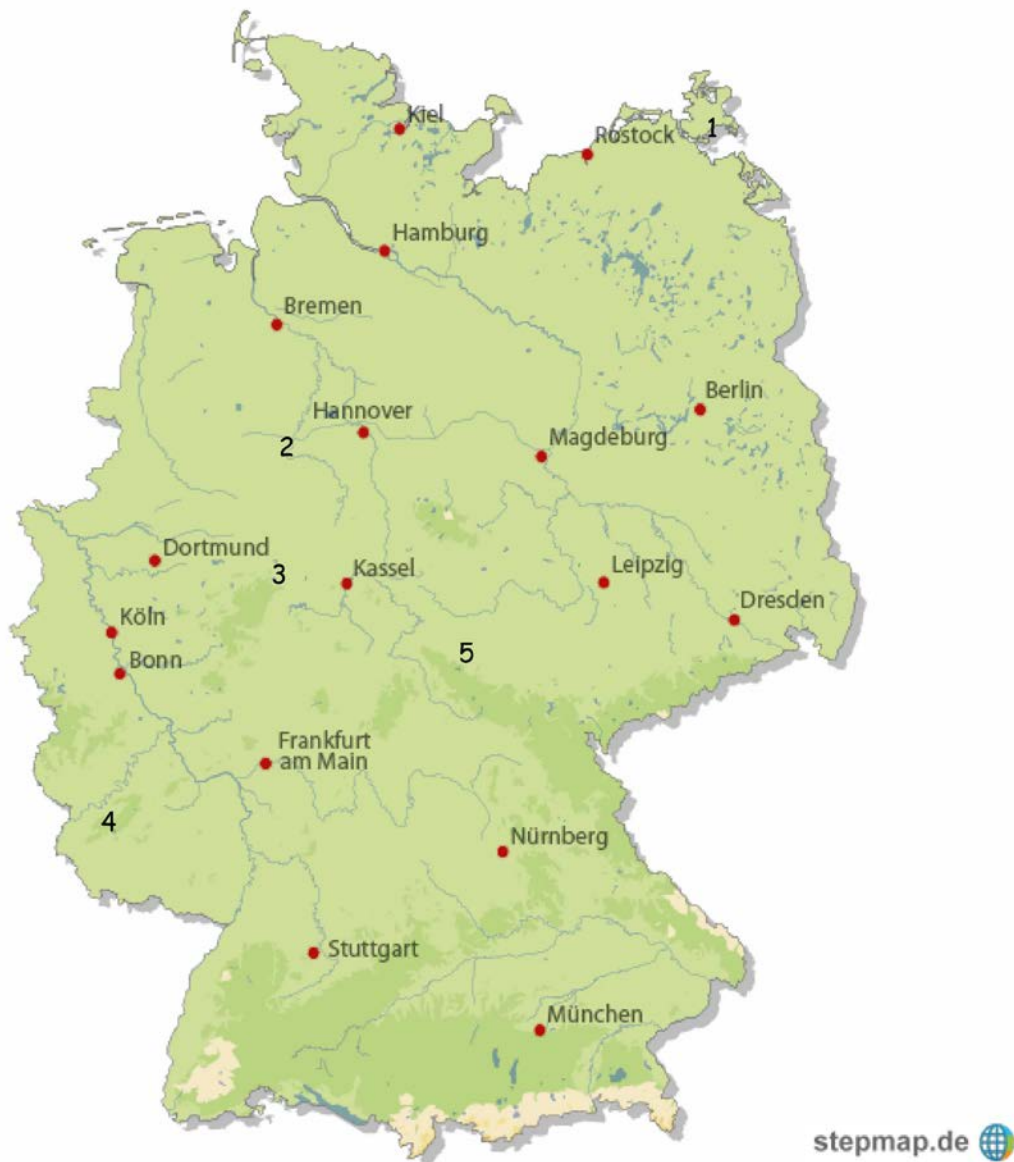 Kiel
1
Rostock
Hamburg
Bremen
Berlin
Hannover
Magdeburg
2
Dortmund
3
Kassel
Leipzig
Dresden
Köln
5
Bonn
Frankfurt
am Main
4
Nürnberg
Stuttgart
München
stepmap.de